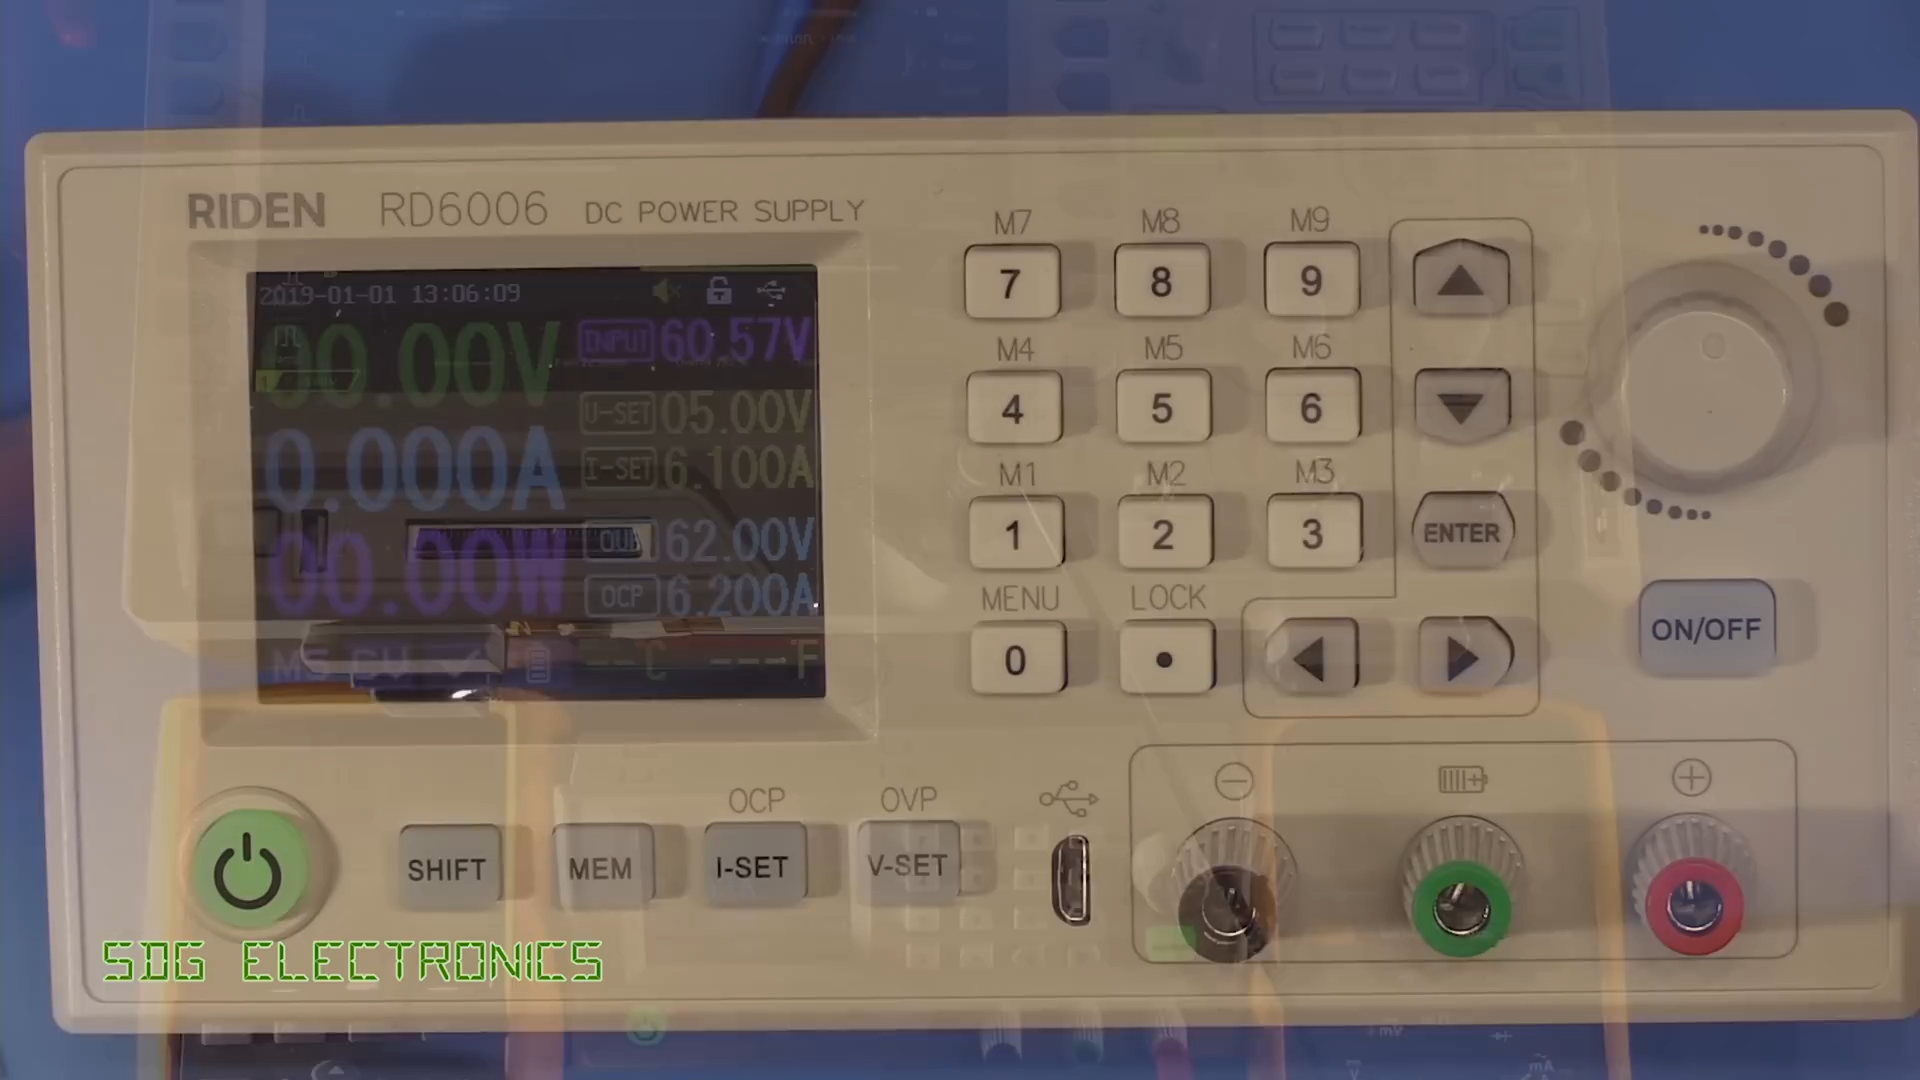 RIDEN RD6006 DC POWER SUPPLY
2019-01-01 13:06:09
00.00V
INPUT 60.57V
U-SET 05.00V
0.000A
I-SET 6.100A
62.00V
00.00W
OCP 6.200A
M7 M8 M9
7 8 9
M4 M5 M6
4 5 6
M1 M2 M3
1 2 3
ENTER
MENU LOCK
0 •
ON/OFF
OCP OVP
SHIFT MEM I-SET V-SET
SDG ELECTRONICS
mV
V
mA